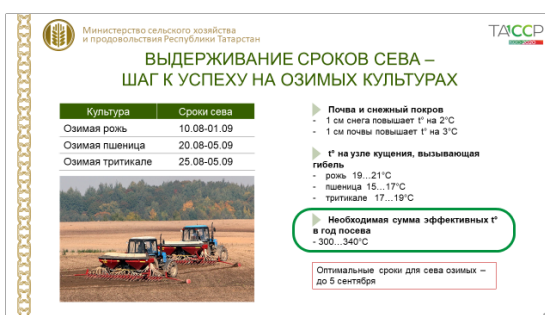 Министерство сельского хозяйства
и продовольствия Республики Татарстан
ТАССР
ВЫДЕРЖИВАНИЕ СРОКОВ СЕВА –
ШАГ К УСПЕХУ НА ОЗИМЫХ КУЛЬТУРАХ
Культура Сроки сева
Озимая рожь 10.08-01.09
Озимая пшеница 20.08-05.09
Озимая тритикале 25.08-05.09
Почва и снежный покров
- 1 см снега повышает t° на 2°С
- 1 см почвы повышает t° на 3°С
t° на узле кущения, вызывающая
гибель
- рожь 19...21°С
- пшеница 15...17°С
- тритикале 17...19°С
Необходимая сумма эффективных t°
в год посева
- 300...340°С
Оптимальные сроки для сева озимых –
до 5 сентября